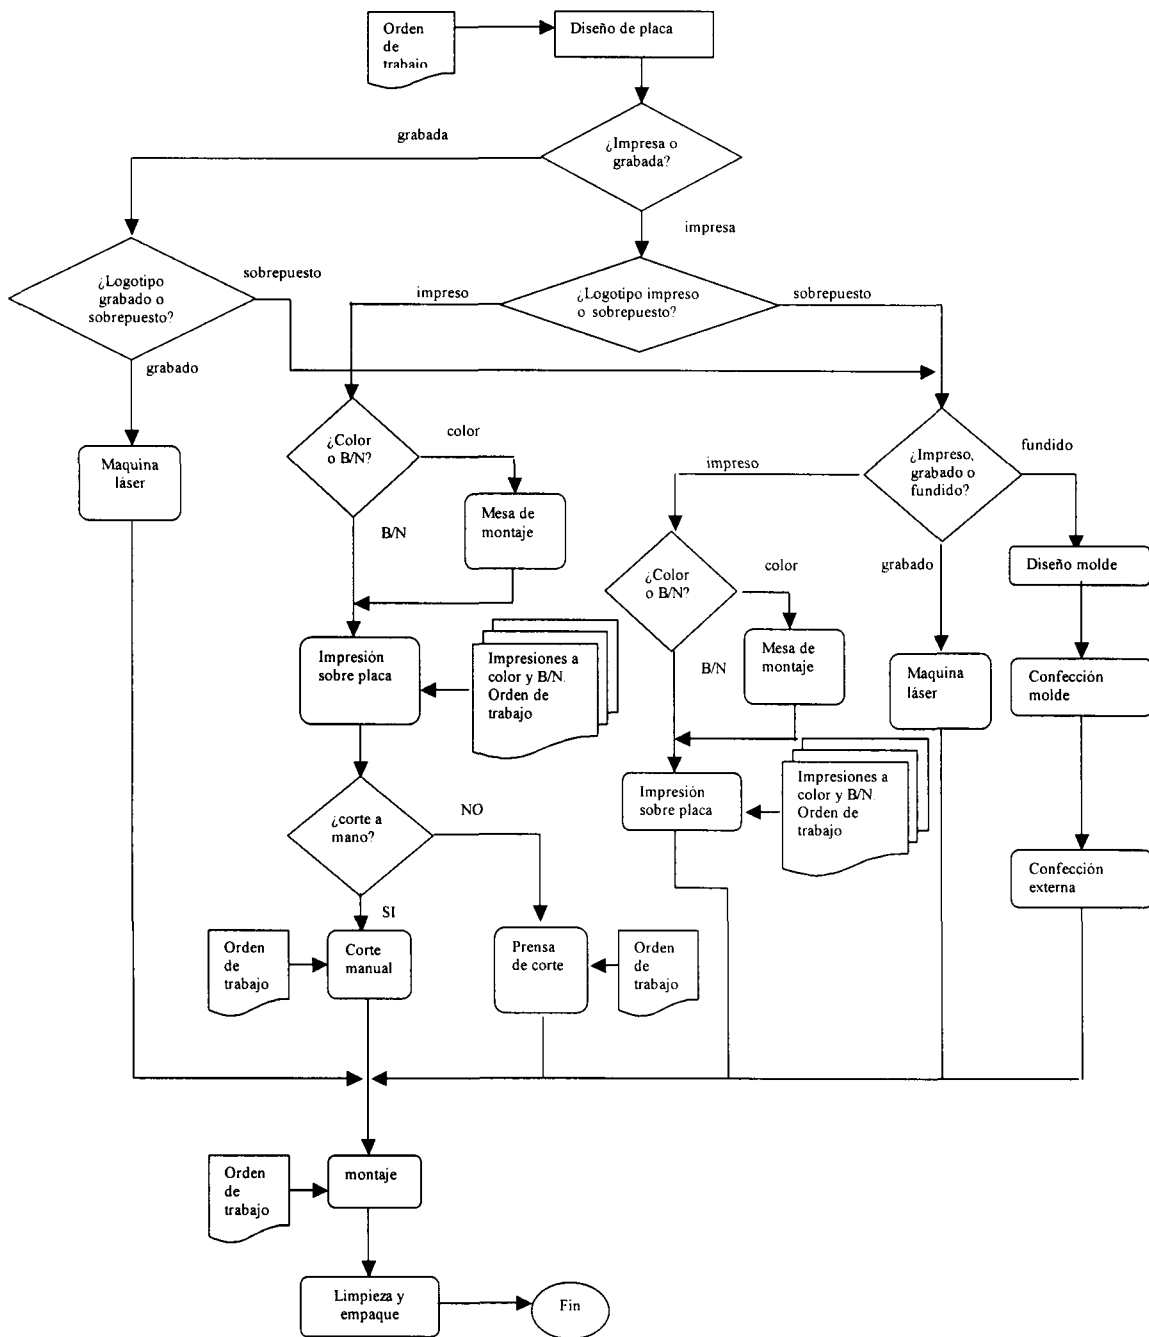 Orden
de
trabajo
Diseño de placa
¿Impresa o
grabada?
grabada
impresa
¿Logotipo
grabado o
sobrepuesto?
sobrepuesto
grabado
impreso
¿Logotipo impreso
o sobrepuesto?
sobrepuesto
Maquina
láser
¿Color
o B/N?
color
B/N
Mesa de
montaje
impreso
¿Impreso,
grabado o
fundido?
fundido
grabado
¿Color
o B/N?
color
B/N
Mesa de
montaje
Maquina
láser
Diseño molde
Confección
molde
Confección
externa
Impresión
sobre placa
Impresiones a
color y B/N.
Orden de
trabajo
Impresión
sobre placa
Impresiones a
color y B/N.
Orden de
trabajo
¿corte a
mano?
NO
SI
Orden
de
trabajo
Corte
manual
Prensa
de corte
Orden
de
trabajo
Orden
de
trabajo
montaje
Limpieza y
empaque
Fin